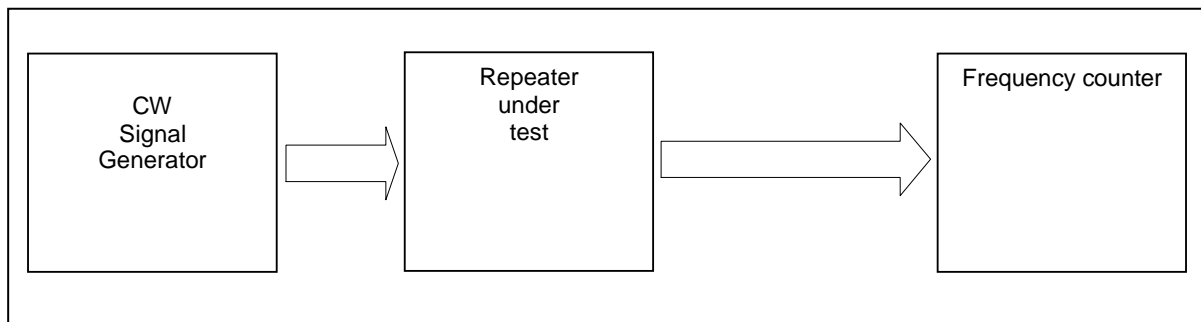 CW
Signal
Generator
Repeater
under
test
Frequency counter